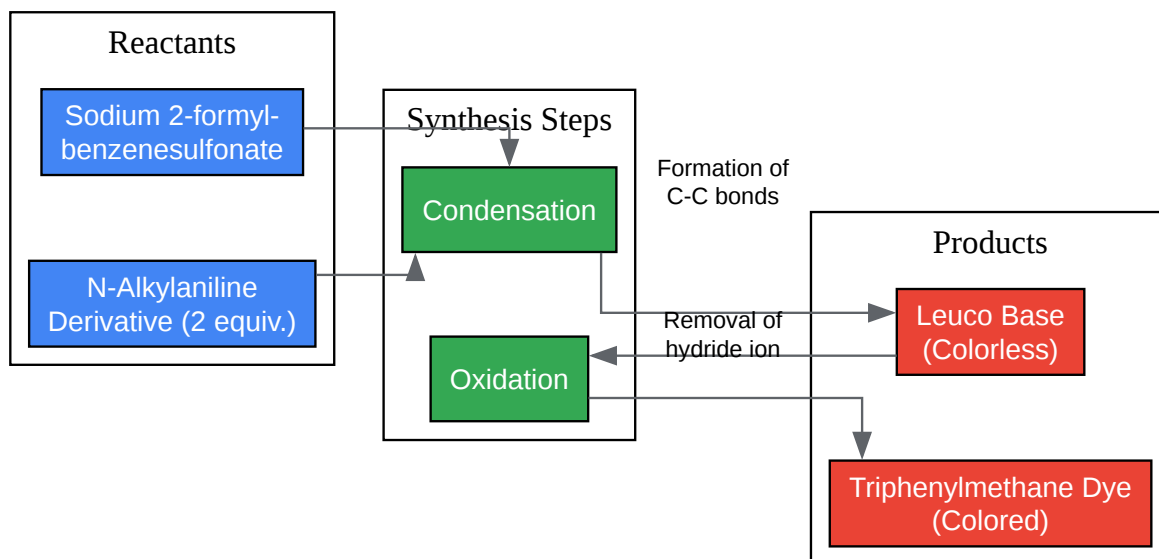 Reactants
Sodium 2-formyl-
benzenesulfonate
N-Alkylaniline
Derivative (2 equiv.)
Synthesis Steps
Condensation
Oxidation
Formation of
C-C bonds
Removal of
hydride ion
Products
Leuco Base
(Colorless)
Triphenylmethane Dye
(Colored)